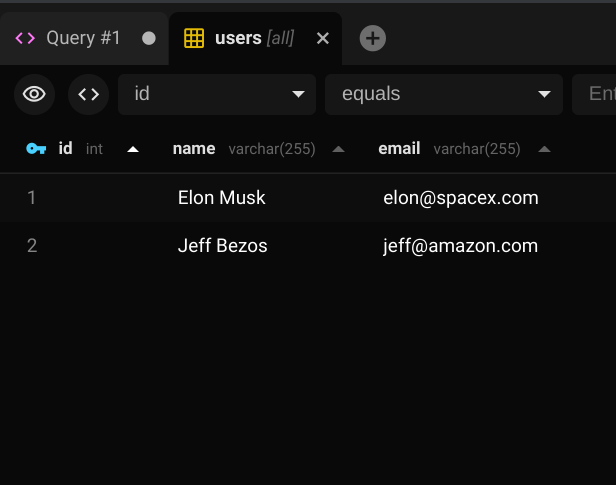 Query #1 users [all]
id equals Ent
id int name varchar(255) email varchar(255)
1 Elon Musk elon@spacex.com
2 Jeff Bezos jeff@amazon.com